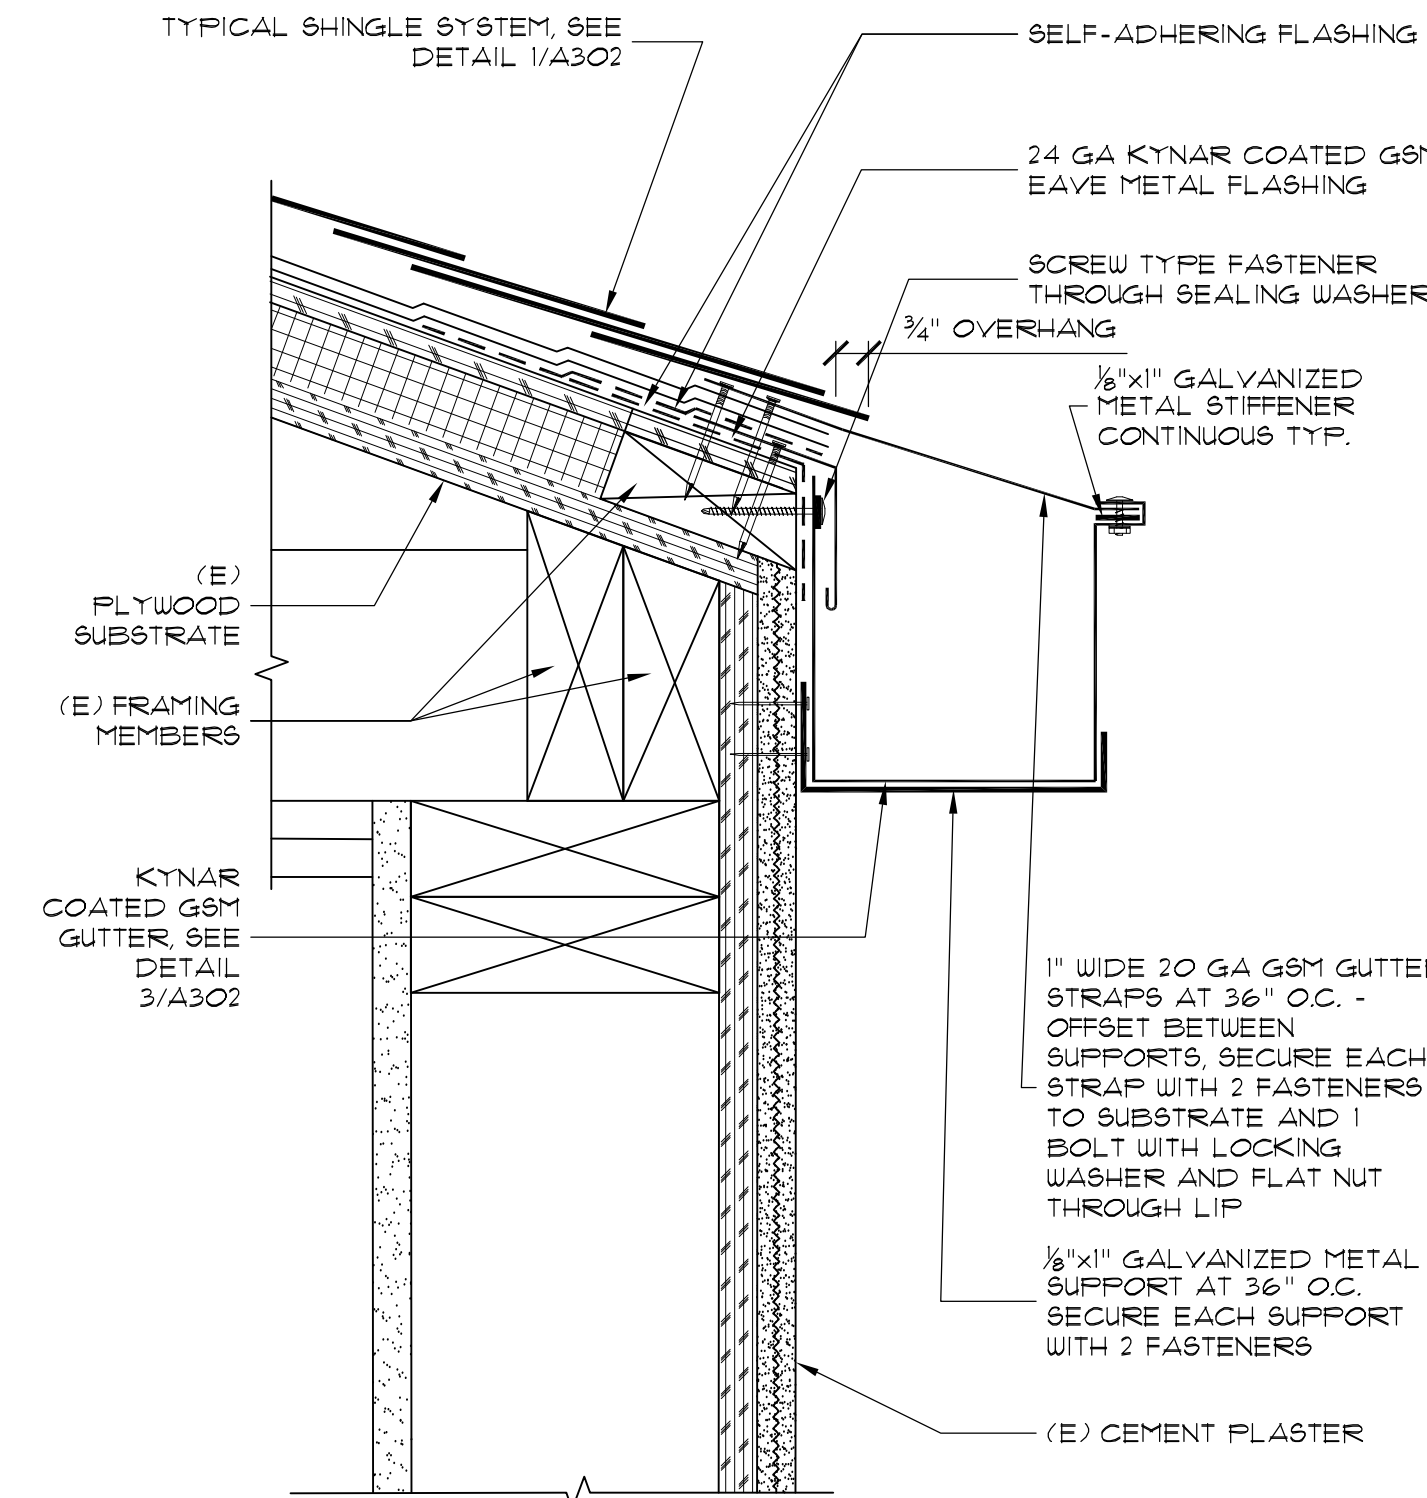 TYPICAL SHINGLE SYSTEM, SEE
DETAIL 1/A302
SELF-ADHERING FLASHING
24 GA KYNAR COATED GSM
EAVE METAL FLASHING
SCREW TYPE FASTENER
THROUGH SEALING WASHER
3/4" OVERHANG
1/8"x1" GALVANIZED
METAL STIFFENER
CONTINUOUS TYP.
(E)
PLYWOOD
SUBSTRATE
(E) FRAMING
MEMBERS
KYNAR
COATED GSM
GUTTER, SEE
DETAIL
3/A302
1" WIDE 20 GA GSM GUTTER
STRAPS AT 36" O.C. -
OFFSET BETWEEN
SUPPORTS, SECURE EACH
STRAP WITH 2 FASTENERS
TO SUBSTRATE AND 1
BOLT WITH LOCKING
WASHER AND FLAT NUT
THROUGH LIP
1/8"x1" GALVANIZED METAL
SUPPORT AT 36" O.C.
SECURE EACH SUPPORT
WITH 2 FASTENERS
(E) CEMENT PLASTER